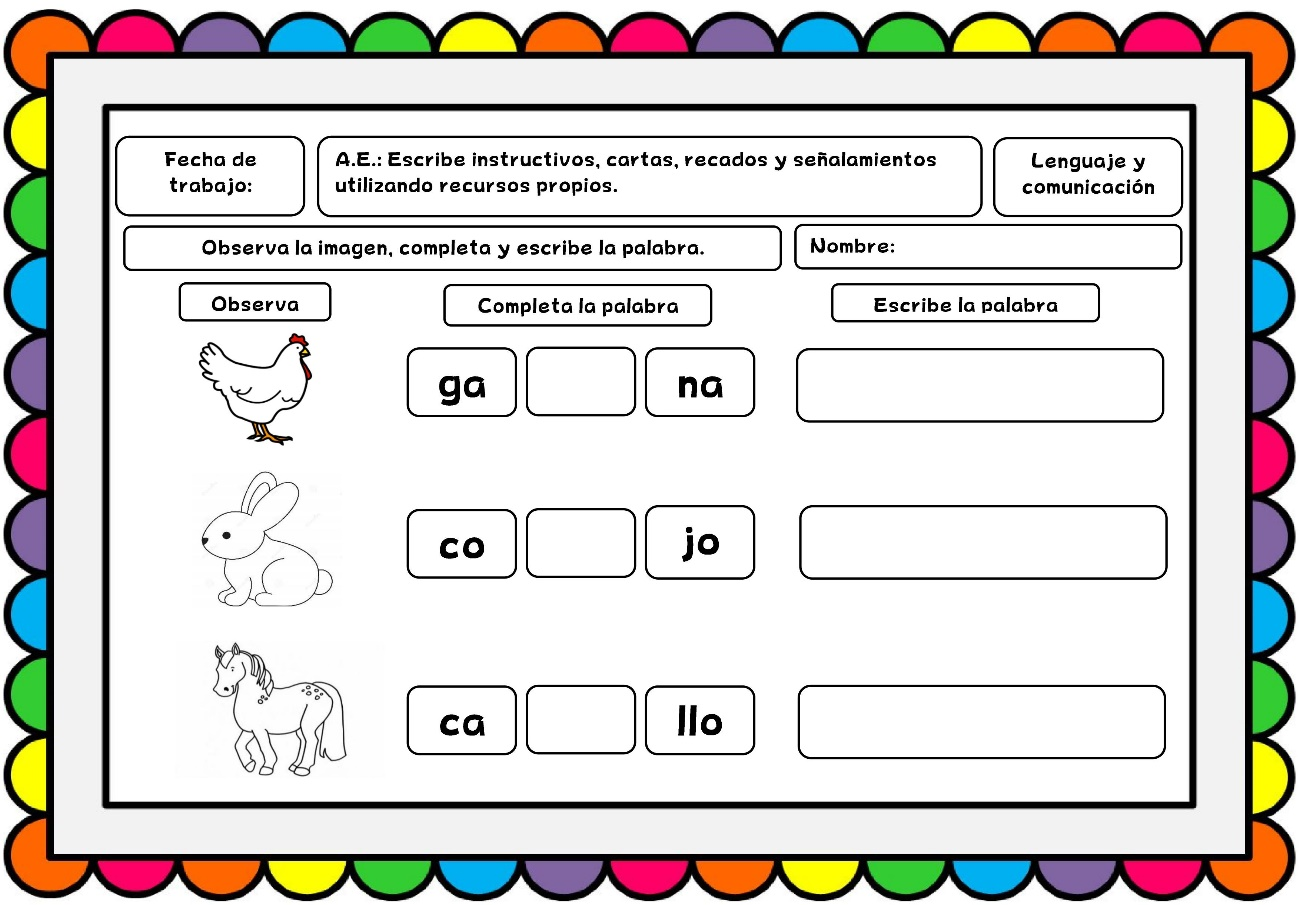 Fecha de
trabajo:
A.E.: Escribe instructivos, cartas, recados y señalamientos
utilizando recursos propios.
Lenguaje y
comunicación
Observa la imagen, completa y escribe la palabra.
Nombre:
Observa
Completa la palabra
Escribe la palabra
ga na
co jo
ca llo